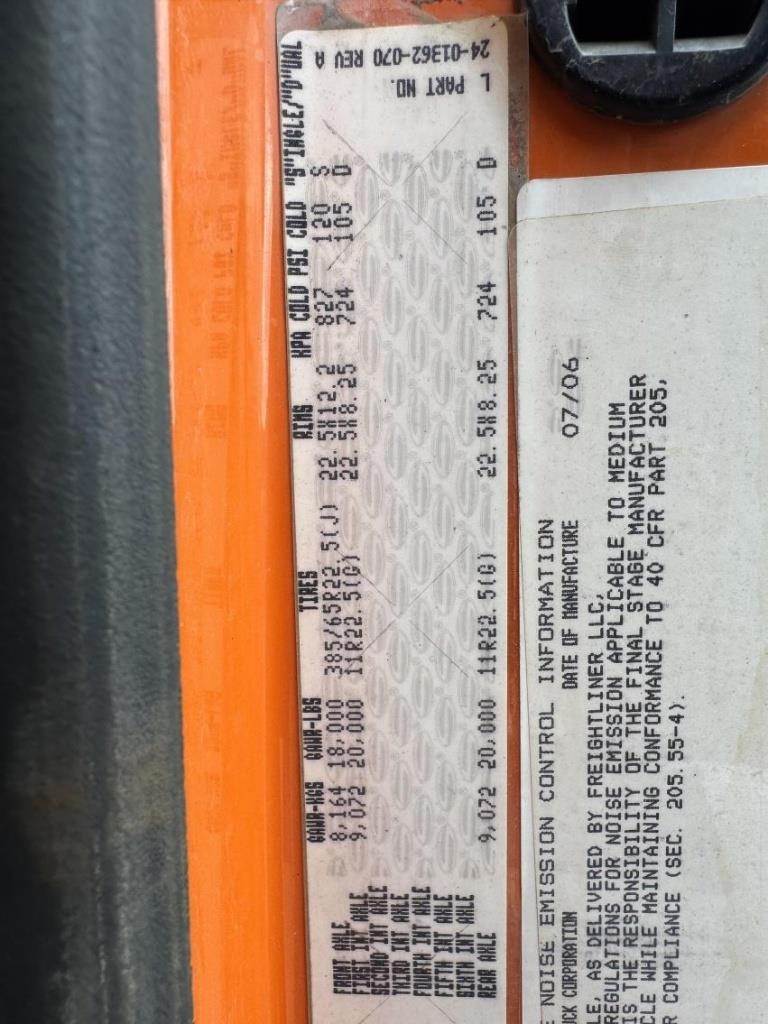 GAWR-KGS GAWR-LBS TIRES RIMS KPA COLD PSI COLD "S"INGLE/"D"UAL
FRONT AXLE 8,164 18,000 385/65R22.5(J) 22.5X12.2 827 120 S
FIRST INT AXLE 9,072 20,000 11R22.5(G) 22.5X8.25 724 105 D
SECOND INT AXLE
THIRD INT AXLE
FOURTH INT AXLE
FIFTH INT AXLE
SIXTH INT AXLE
REAR AXLE 9,072 20,000 11R22.5(G) 22.5X8.25 724 105 D
L PART NO.
24-01362-070 REV A
NOISE EMISSION CONTROL INFORMATION
UCK CORPORATION DATE OF MANUFACTURE 07/06
LE, AS DELIVERED BY FREIGHTLINER LLC,
REGULATIONS FOR NOISE EMISSION APPLICABLE TO MEDIUM
IS THE RESPONSIBILITY OF THE FINAL STAGE MANUFACTURER
CLE WHILE MAINTAINING CONFORMANCE TO 40 CFR PART 205,
R COMPLIANCE (SEC. 205.55-4).